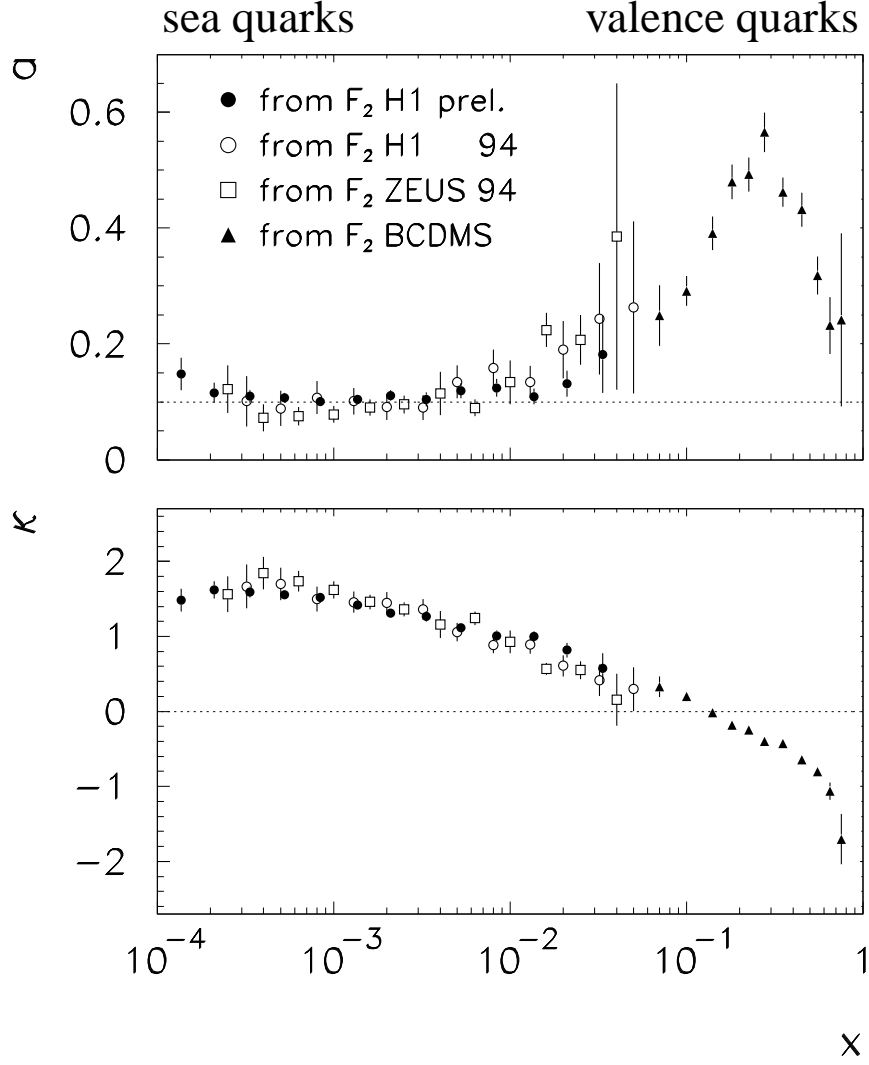 sea quarks valence quarks
a
from F₂ H1 prel.
from F₂ H1 94
from F₂ ZEUS 94
from F₂ BCDMS
0.6
0.4
0.2
0
κ
2
1
0
−1
−2
10⁻⁴ 10⁻³ 10⁻² 10⁻¹ 1
x